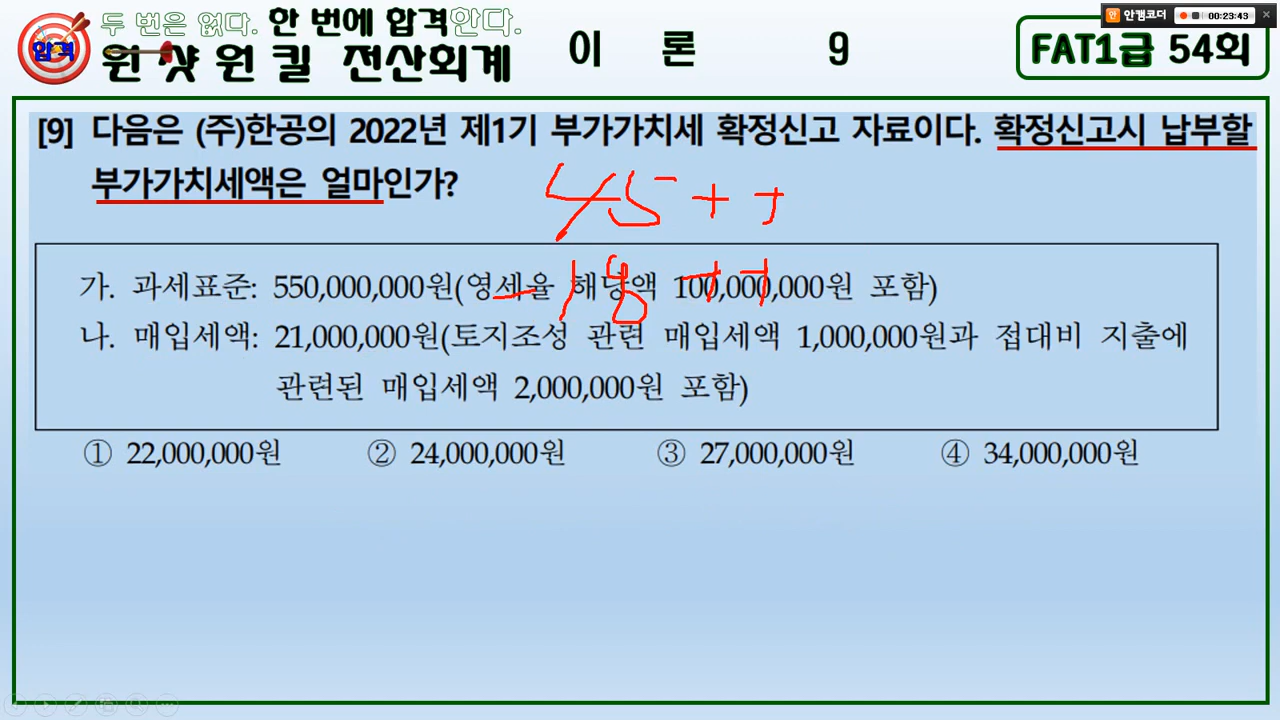 두 번은 없다. 한 번에 합격한다.
합격
원 샷 원 킬 전산회계
이 론 9
FAT1급 54회
안캠코더
00:23:43
[9] 다음은 (주)한공의 2022년 제1기 부가가치세 확정신고 자료이다. 확정신고시 납부할
부가가치세액은 얼마인가?
45
가. 과세표준: 550,000,000원(영세율 해당액 100,000,000원 포함)
- 18
나. 매입세액: 21,000,000원(토지조성 관련 매입세액 1,000,000원과 접대비 지출에
관련된 매입세액 2,000,000원 포함)
① 22,000,000원 ② 24,000,000원 ③ 27,000,000원 ④ 34,000,000원